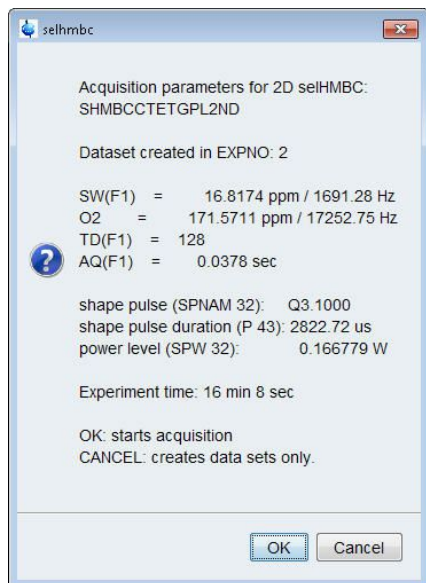 selhmbc
Acquisition parameters for 2D selHMBC:
SHMBCCTETGPL2ND
Dataset created in EXPNO: 2
SW(F1) = 16.8174 ppm / 1691.28 Hz
O2 = 171.5711 ppm / 17252.75 Hz
TD(F1) = 128
AQ(F1) = 0.0378 sec
shape pulse (SPNAM 32): Q3.1000
shape pulse duration (P 43): 2822.72 us
power level (SPW 32): 0.166779 W
Experiment time: 16 min 8 sec
OK: starts acquisition
CANCEL: creates data sets only.
OK Cancel